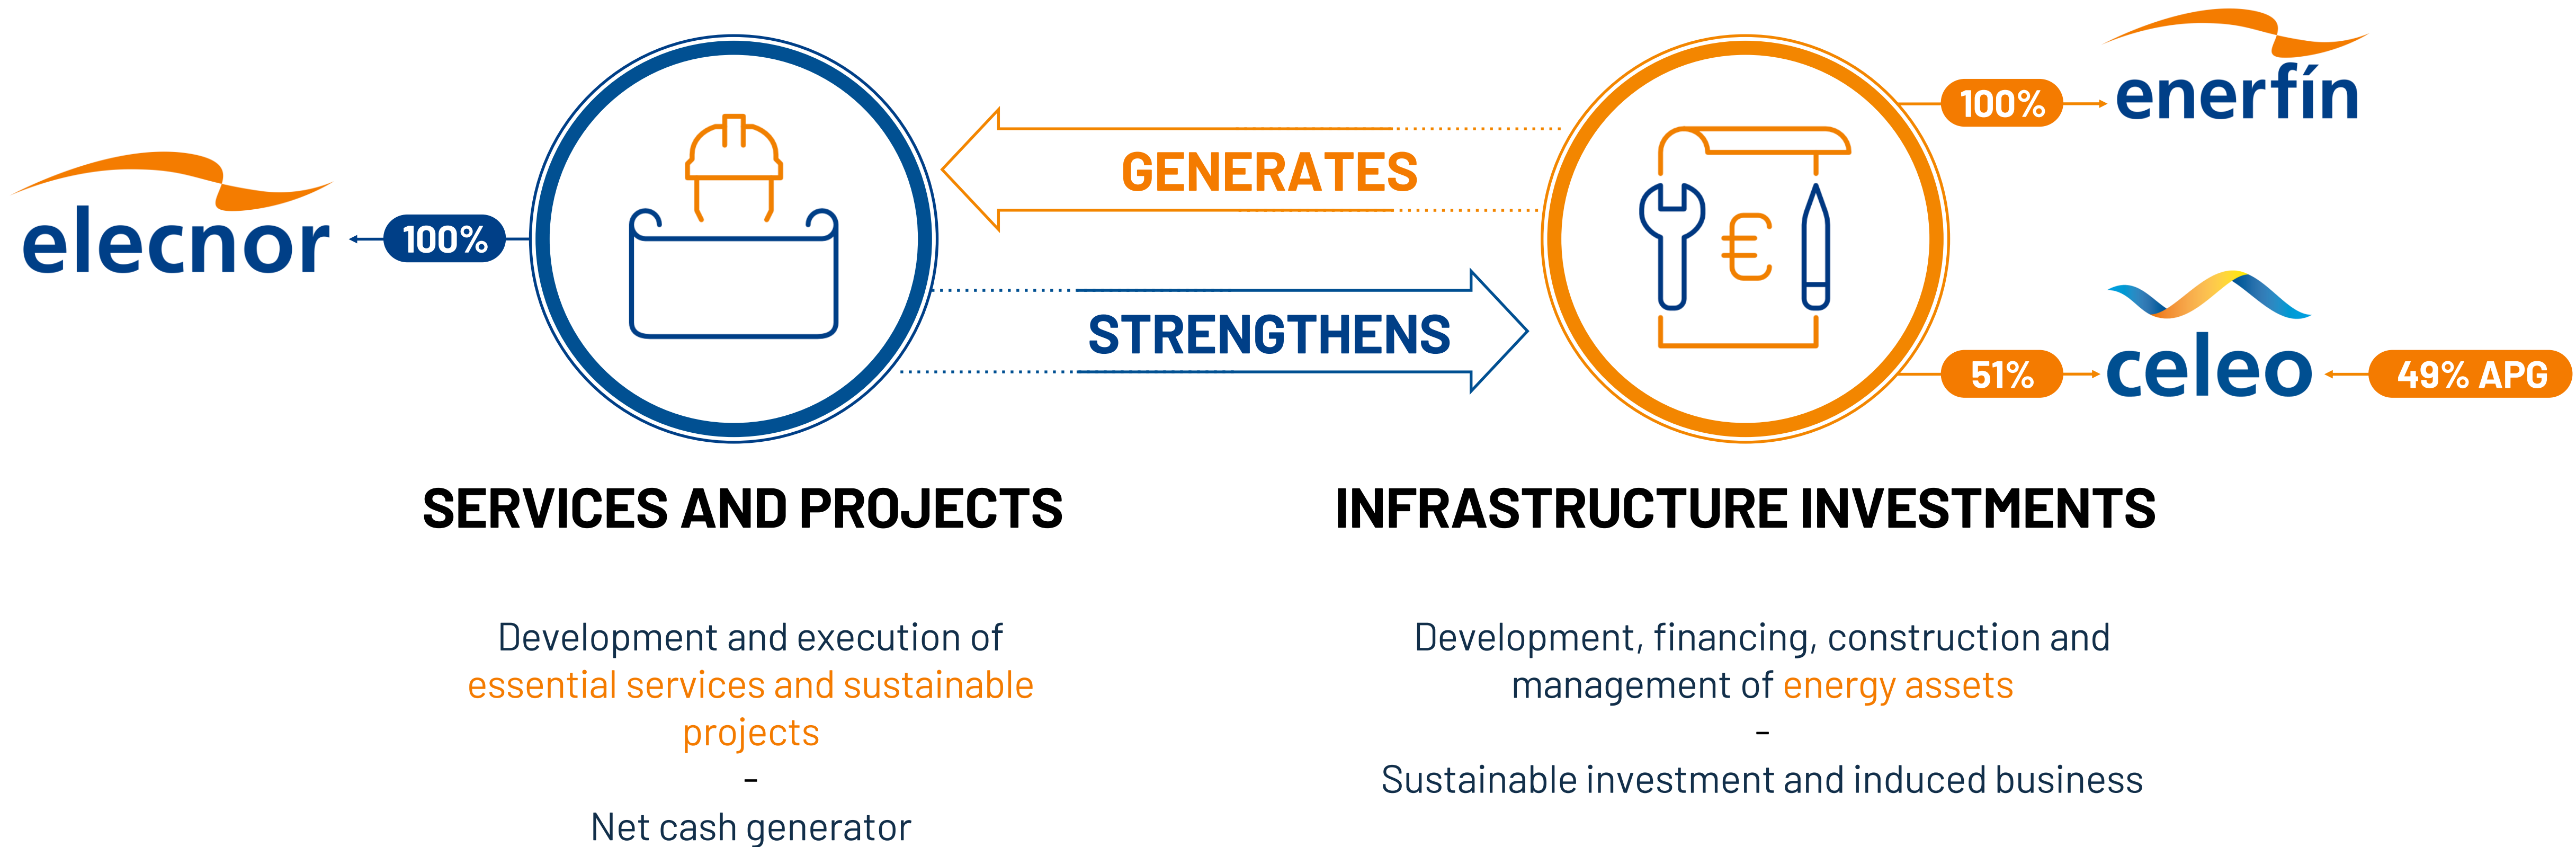 elecnor
100%
GENERATES
STRENGTHENS
€
100%
enerfín
51%
celeo
49% APG
SERVICES AND PROJECTS
Development and execution of
essential services and sustainable
projects
-
Net cash generator
INFRASTRUCTURE INVESTMENTS
Development, financing, construction and
management of energy assets
-
Sustainable investment and induced business